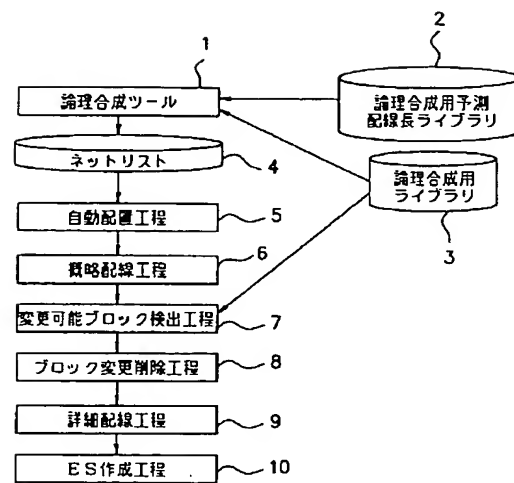 1
2
論理合成ツール
論理合成用予測
配線長ライブラリ
ネットリスト
4
論理合成用
ライブラリ
3
自動配置工程
5
概略配線工程
6
変更可能ブロック検出工程
7
ブロック変更削除工程
8
詳細配線工程
9
ES作成工程
10